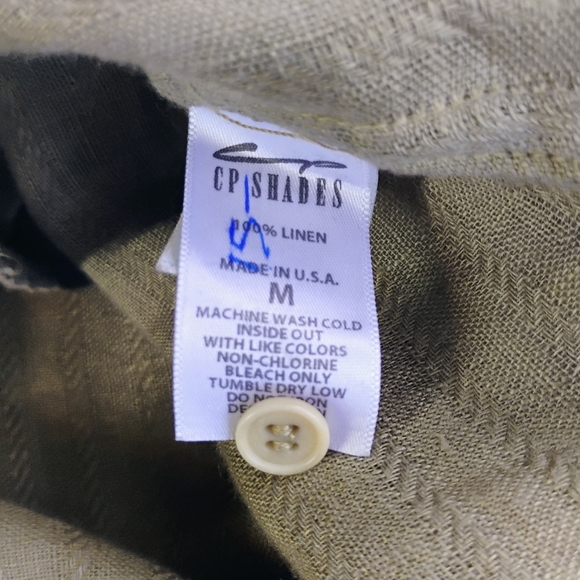 CP SHADES
100% LINEN
MADE IN U.S.A.
M
MACHINE WASH COLD
INSIDE OUT
WITH LIKE COLORS
NON-CHLORINE
BLEACH ONLY
TUMBLE DRY LOW
DO